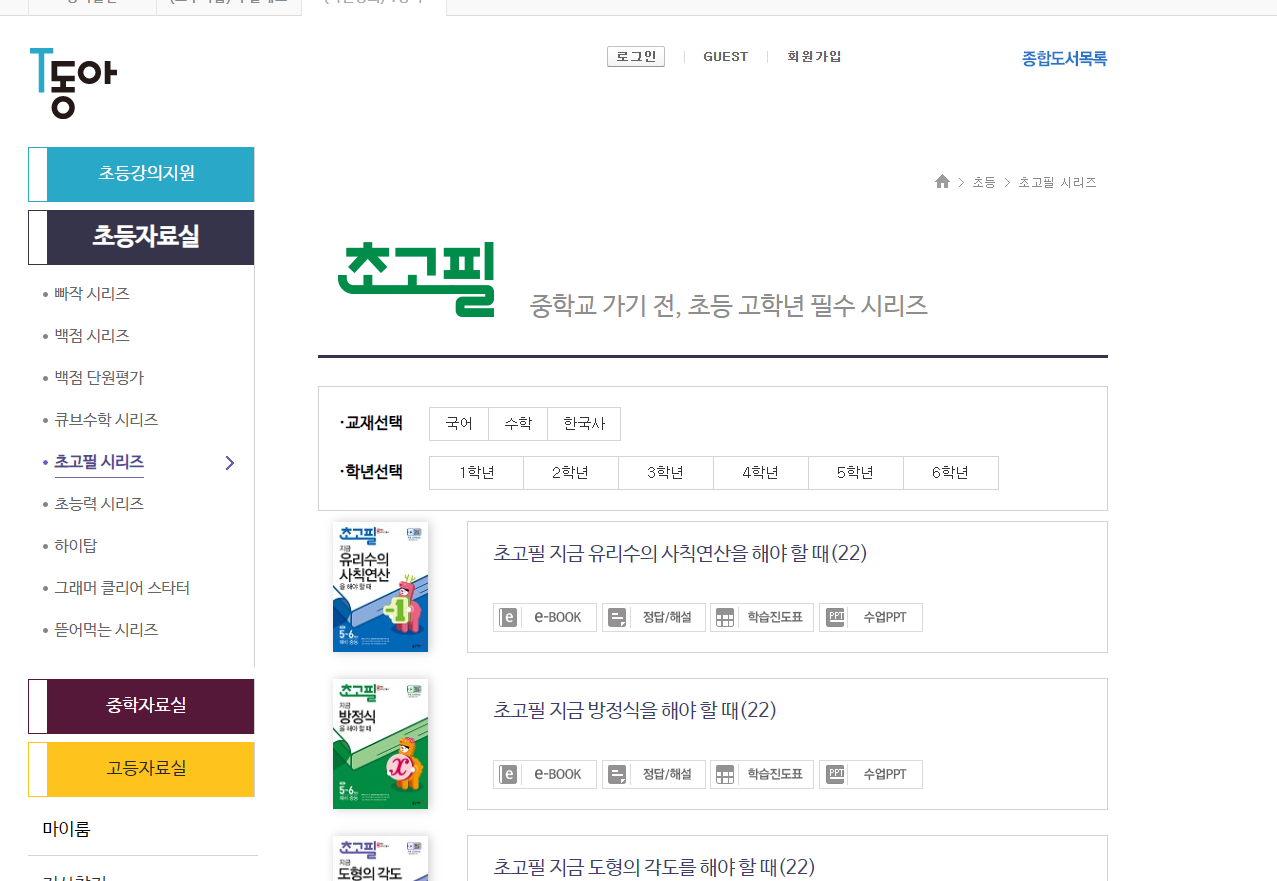 T동아
로그인
GUEST
회원가입
종합도서목록
초등강의지원
초등자료실
빠작 시리즈
백점 시리즈
백점 단원평가
큐브수학 시리즈
초고필 시리즈
초능력 시리즈
하이탑
그래머 클리어 스타터
뜯어먹는 시리즈
중학자료실
고등자료실
마이룸
> 초등 > 초고필 시리즈
초고필 중학교 가기 전, 초등 고학년 필수 시리즈
·교재선택 국어 수학 한국사
·학년선택 1학년 2학년 3학년 4학년 5학년 6학년
초고필
지금
유리수의
사칙연산
을 해야 할 때
-1
5~6
초고필 지금 유리수의 사칙연산을 해야 할 때(22)
e e-BOOK 정답/해설 학습진도표 PPT 수업PPT
초고필
지금
방정식
을 해야 할 때
x
5~6
초고필 지금 방정식을 해야 할 때(22)
e e-BOOK 정답/해설 학습진도표 PPT 수업PPT
초고필
지금
도형의 각도
초고필 지금 도형의 각도를 해야 할 때(22)